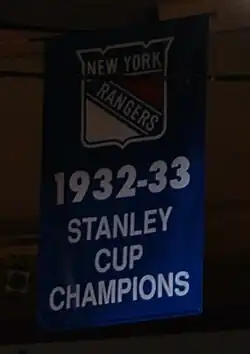 NEW YORK
RANGERS
1932-33
STANLEY
CUP
CHAMPIONS